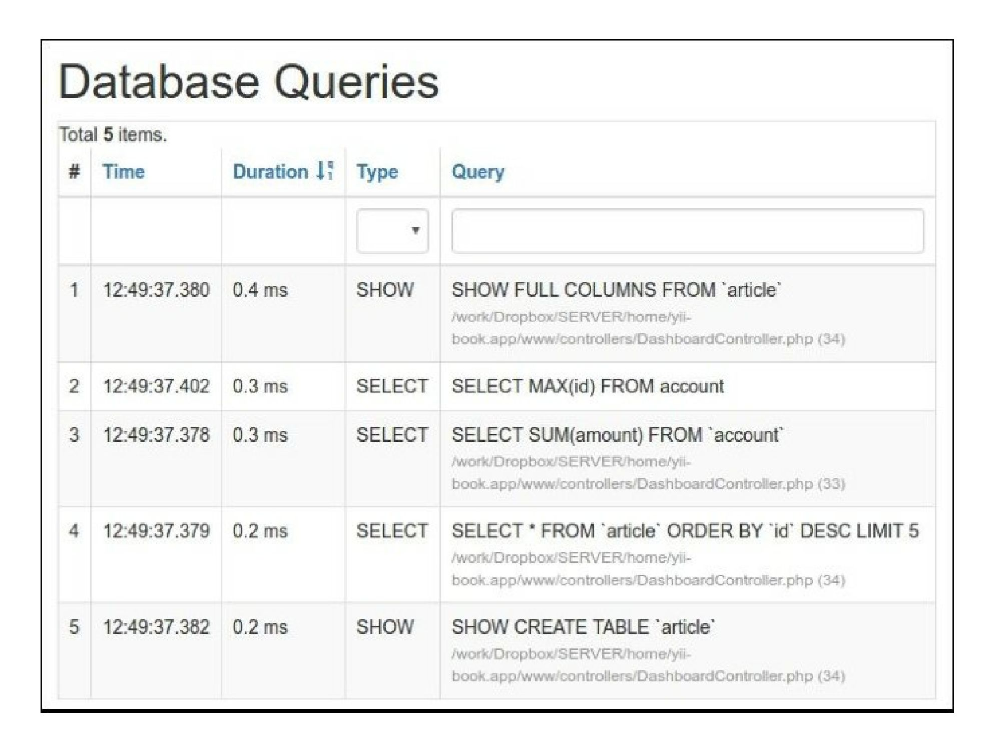 Database Queries
Total 5 items.
# Time Duration Type Query
1 12:49:37.380 0.4 ms SHOW SHOW FULL COLUMNS FROM `article`
/work/Dropbox/SERVER/home/yii-
book.app/www/controllers/DashboardController.php (34)
2 12:49:37.402 0.3 ms SELECT SELECT MAX(id) FROM account
3 12:49:37.378 0.3 ms SELECT SELECT SUM(amount) FROM `account`
/work/Dropbox/SERVER/home/yii-
book.app/www/controllers/DashboardController.php (33)
4 12:49:37.379 0.2 ms SELECT SELECT * FROM `article` ORDER BY `id` DESC LIMIT 5
/work/Dropbox/SERVER/home/yii-
book.app/www/controllers/DashboardController.php (34)
5 12:49:37.382 0.2 ms SHOW SHOW CREATE TABLE `article`
/work/Dropbox/SERVER/home/yii-
book.app/www/controllers/DashboardController.php (34)